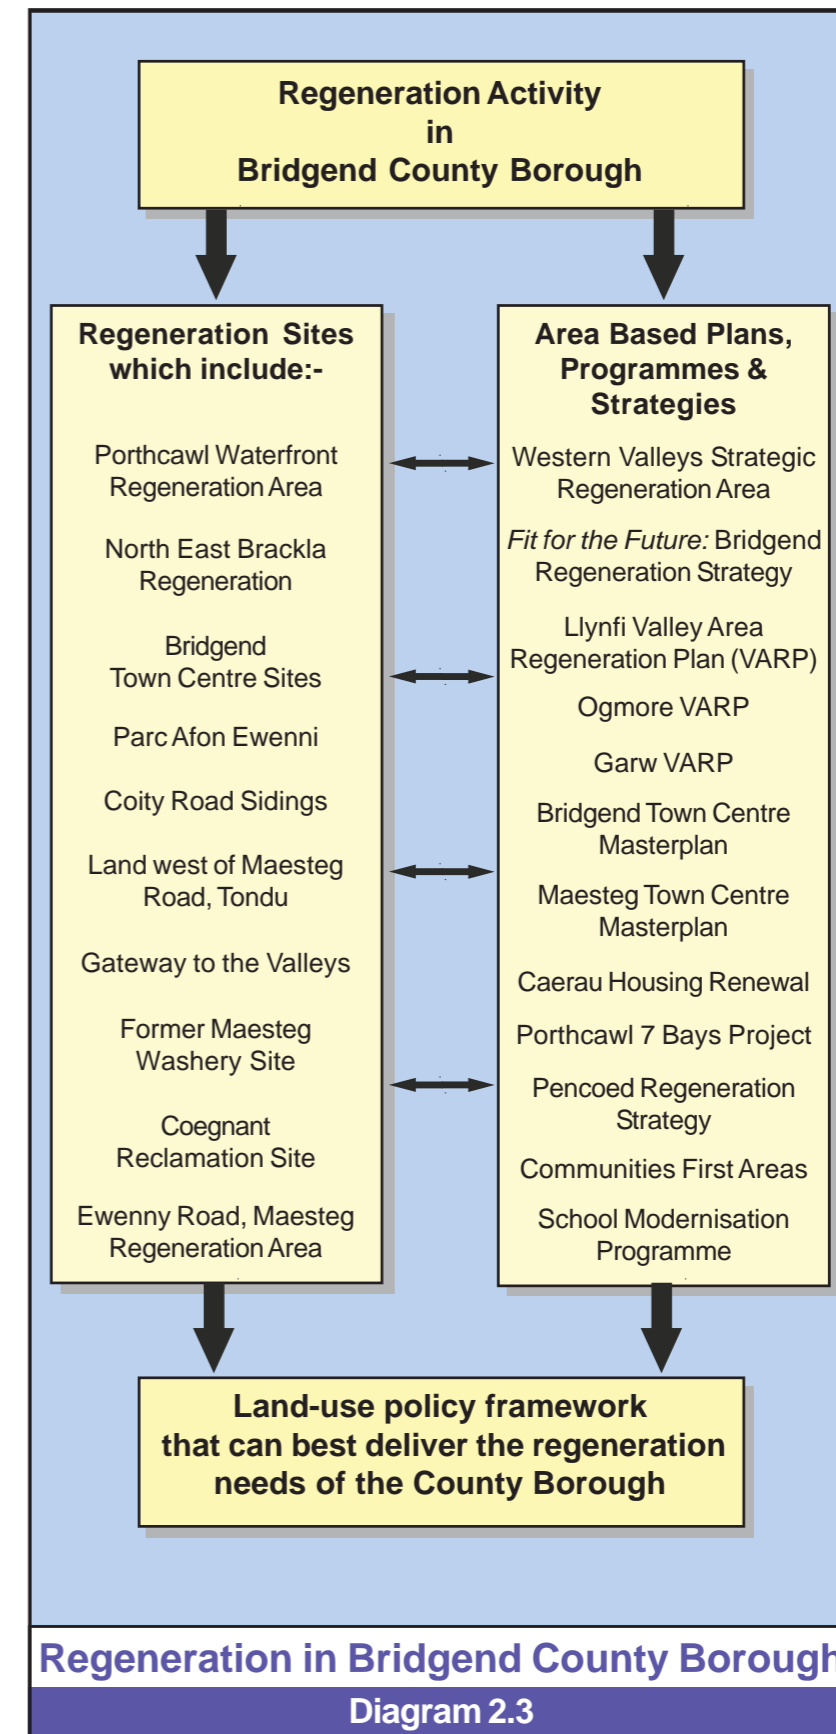 Regeneration Activity
in
Bridgend County Borough
Regeneration Sites
which include:-
Porthcawl Waterfront
Regeneration Area
North East Brackla
Regeneration
Bridgend
Town Centre Sites
Parc Afon Ewenni
Coity Road Sidings
Land west of Maesteg
Road, Tondu
Gateway to the Valleys
Former Maesteg
Washery Site
Coegnant
Reclamation Site
Ewenny Road, Maesteg
Regeneration Area
Area Based Plans,
Programmes &
Strategies
Western Valleys Strategic
Regeneration Area
Fit for the Future: Bridgend
Regeneration Strategy
Llynfi Valley Area
Regeneration Plan (VARP)
Ogmore VARP
Garw VARP
Bridgend Town Centre
Masterplan
Maesteg Town Centre
Masterplan
Caerau Housing Renewal
Porthcawl 7 Bays Project
Pencoed Regeneration
Strategy
Communities First Areas
School Modernisation
Programme
Land-use policy framework
that can best deliver the regeneration
needs of the County Borough
Regeneration in Bridgend County Borough
Diagram 2.3